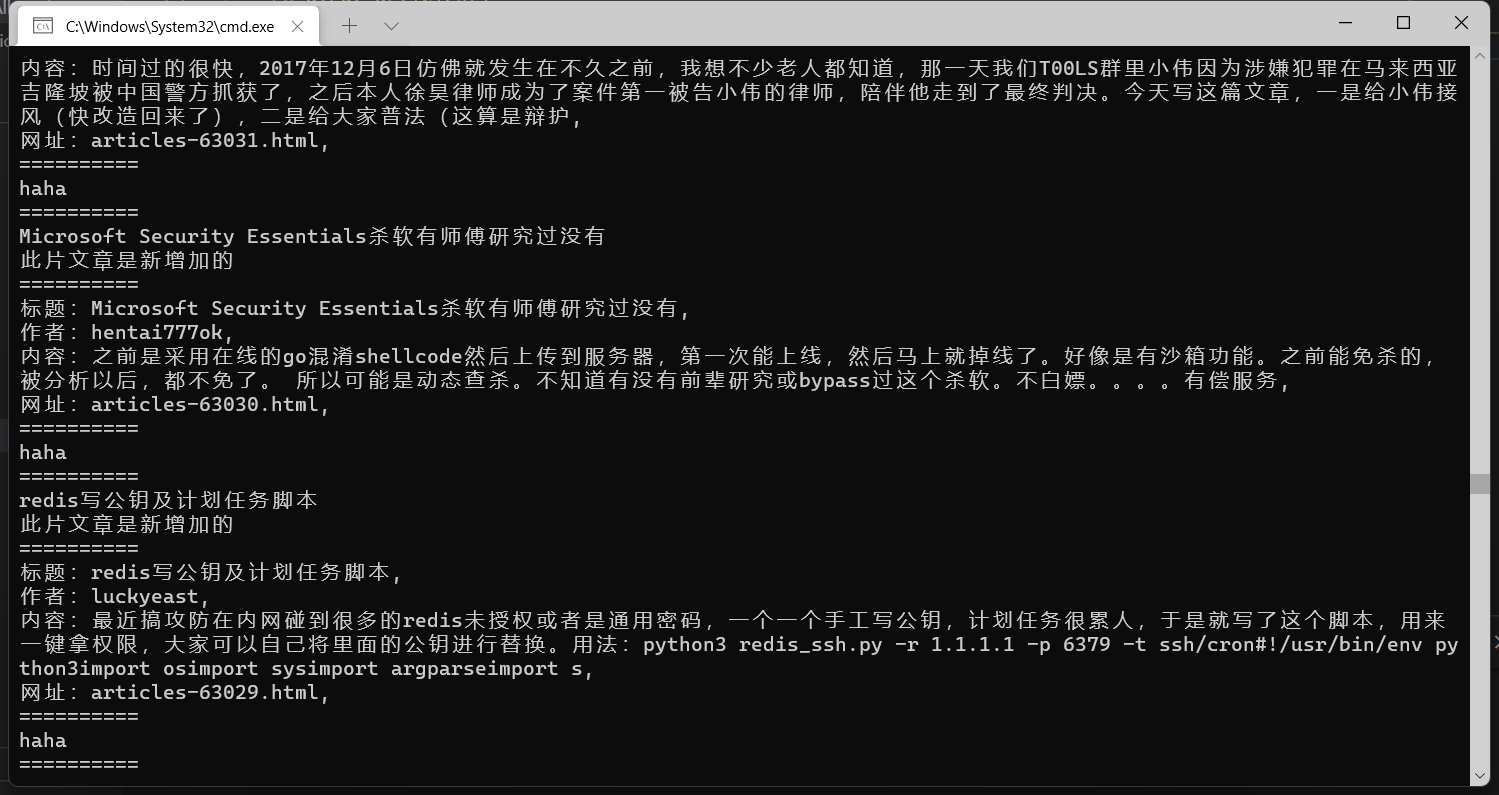 C:\Windows\System32\cmd.exe
内容：时间过的很快，2017年12月6日仿佛就发生在不久之前，我想不少老人都知道，那一天我们T00LS群里小伟因为涉嫌犯罪在马来西亚
吉隆坡被中国警方抓获了，之后本人徐昊律师成为了案件第一被告小伟的律师，陪伴他走到了最终判决。今天写这篇文章，一是给小伟接
风（快改造回来了），二是给大家普法（这算是辩护,
网址：articles-63031.html,
==========
haha
==========
Microsoft Security Essentials杀软有师傅研究过没有
此片文章是新增加的
==========
标题：Microsoft Security Essentials杀软有师傅研究过没有,
作者：hentai777ok,
内容：之前是采用在线的go混淆shellcode然后上传到服务器，第一次能上线，然后马上就掉线了。好像是有沙箱功能。之前能免杀的，
被分析以后，都不免了。 所以可能是动态查杀。不知道有没有前辈研究或bypass过这个杀软。不白嫖。。。。有偿服务,
网址：articles-63030.html,
==========
haha
==========
redis写公钥及计划任务脚本
此片文章是新增加的
==========
标题：redis写公钥及计划任务脚本,
作者：luckyeast,
内容：最近搞攻防在内网碰到很多的redis未授权或者是通用密码，一个一个手工写公钥，计划任务很累人，于是就写了这个脚本，用来
一键拿权限，大家可以自己将里面的公钥进行替换。用法：python3 redis_ssh.py -r 1.1.1.1 -p 6379 -t ssh/cron#!/usr/bin/env py
thon3import osimport sysimport argparseimport s,
网址：articles-63029.html,
==========
haha
==========